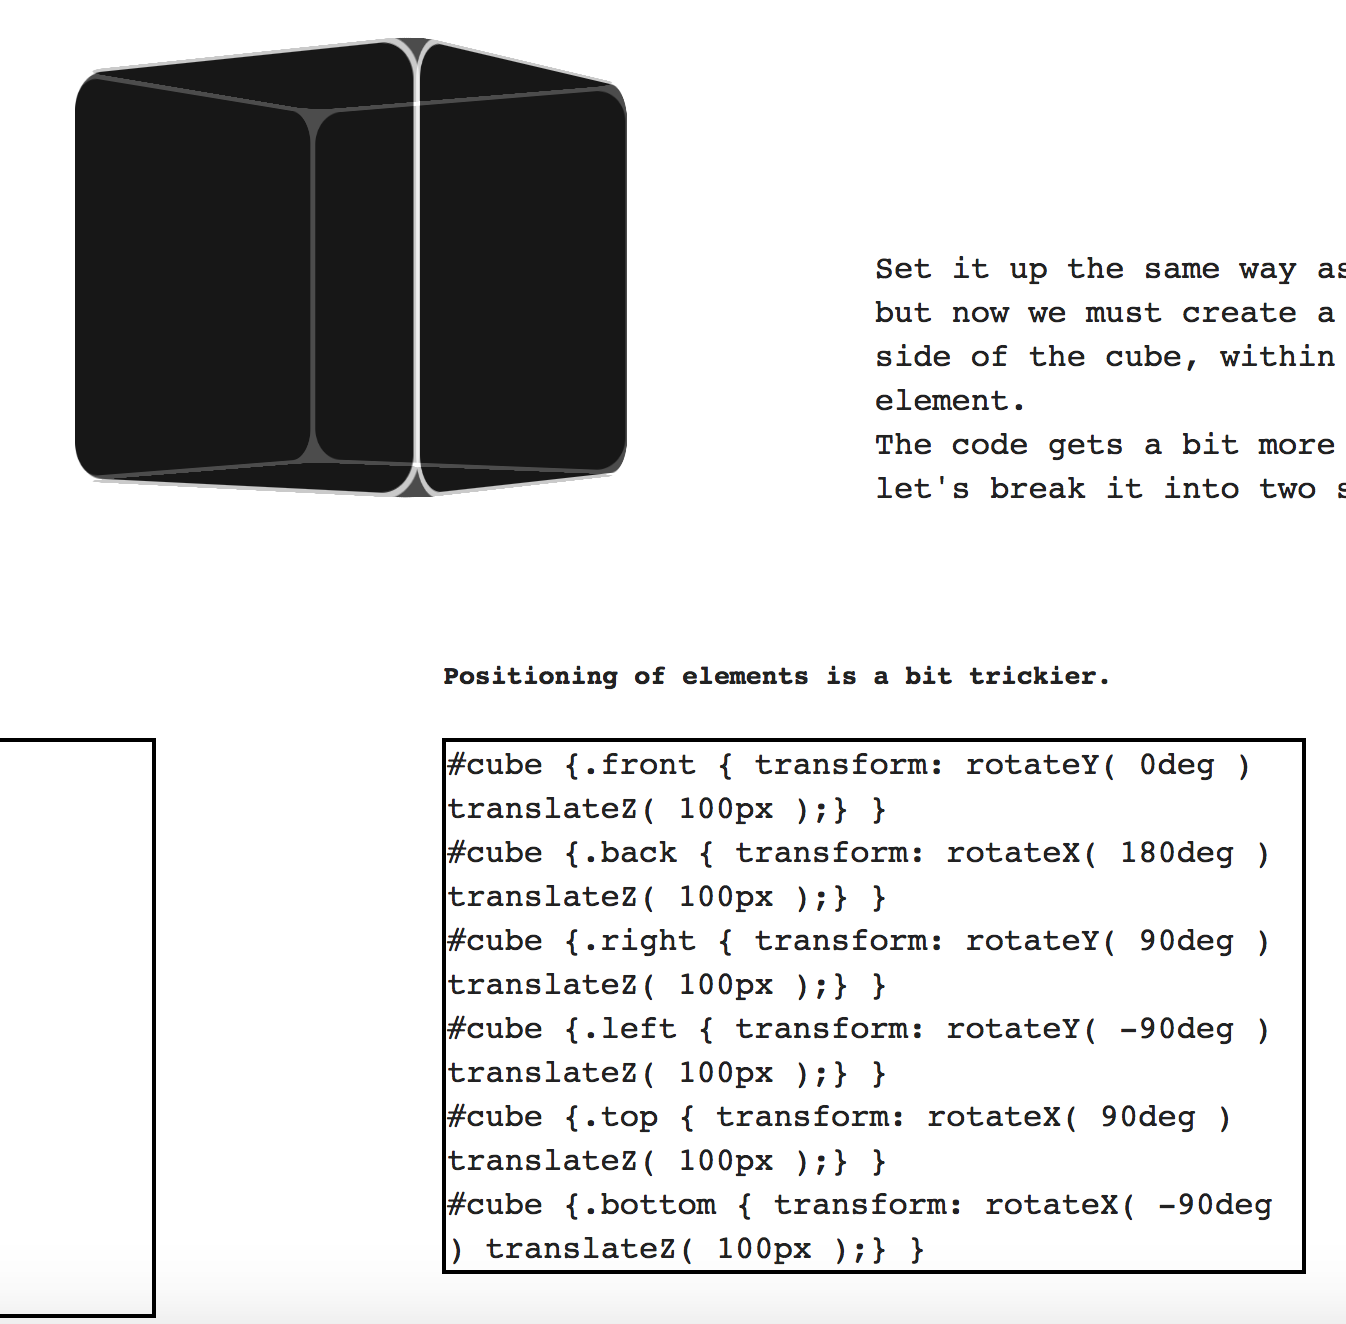 Set it up the same way as
but now we must create a
side of the cube, within
element.
The code gets a bit more
let's break it into two s
Positioning of elements is a bit trickier.
#cube {.front { transform: rotateY( 0deg )
translateZ( 100px );} }
#cube {.back { transform: rotateX( 180deg )
translateZ( 100px );} }
#cube {.right { transform: rotateY( 90deg )
translateZ( 100px );} }
#cube {.left { transform: rotateY( -90deg )
translateZ( 100px );} }
#cube {.top { transform: rotateX( 90deg )
translateZ( 100px );} }
#cube {.bottom { transform: rotateX( -90deg
) translateZ( 100px );} }